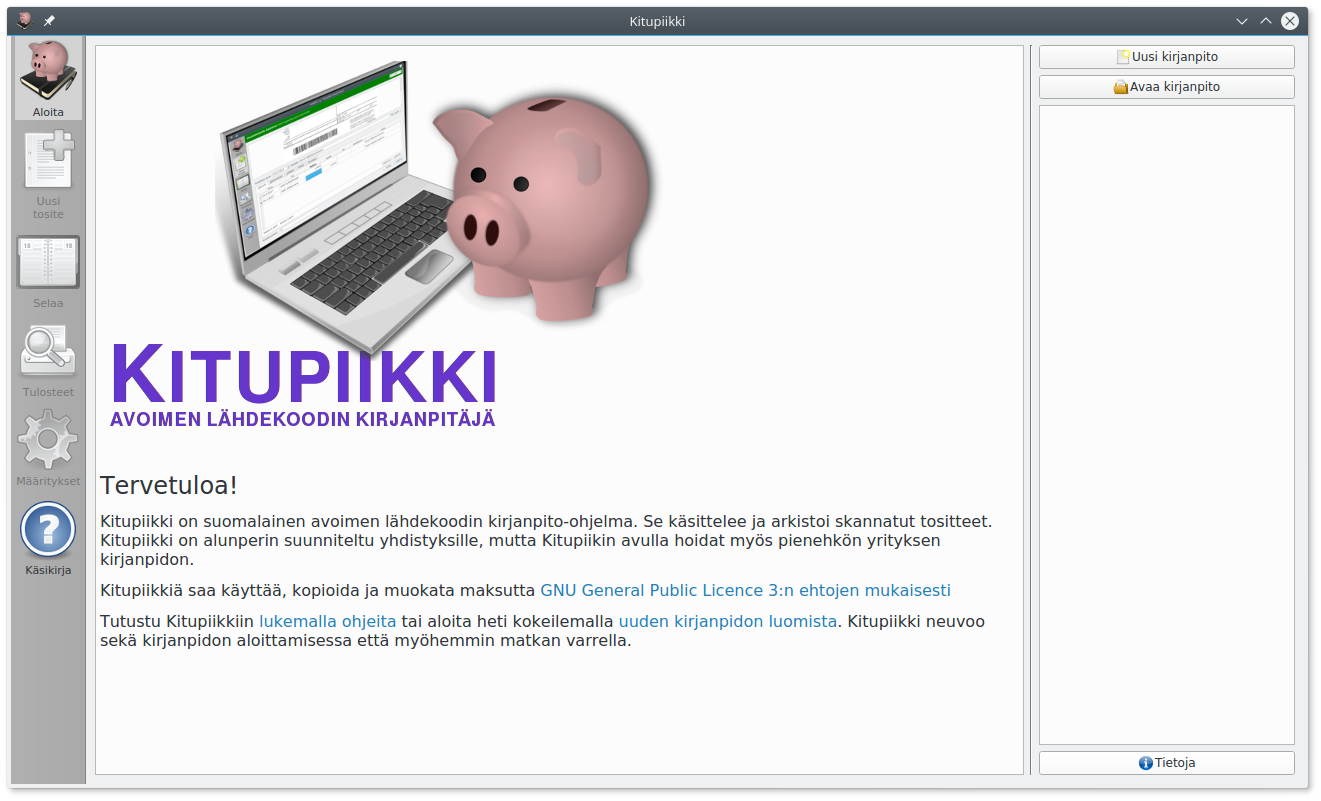 Kitupiikki
Aloita
Uusi
tosite
Selaa
Tulosteet
Määritykset
Käsikirja
KITUPIIKKI
AVOIMEN LÄHDEKOODIN KIRJANPITÄJÄ
Tervetuloa!
Kitupiikki on suomalainen avoimen lähdekoodin kirjanpito-ohjelma. Se käsittelee ja arkistoi skannatut tositteet.
Kitupiikki on alunperin suunniteltu yhdistyksille, mutta Kitupiikin avulla hoidat myös pienehkön yrityksen
kirjanpidon.
Kitupiikkiä saa käyttää, kopioida ja muokata maksutta GNU General Public Licence 3:n ehtojen mukaisesti
Tutustu Kitupiikkiin lukemalla ohjeita tai aloita heti kokeilemalla uuden kirjanpidon luomista. Kitupiikki neuvoo
sekä kirjanpidon aloittamisessa että myöhemmin matkan varrella.
Uusi kirjanpito
Avaa kirjanpito
Tietoja